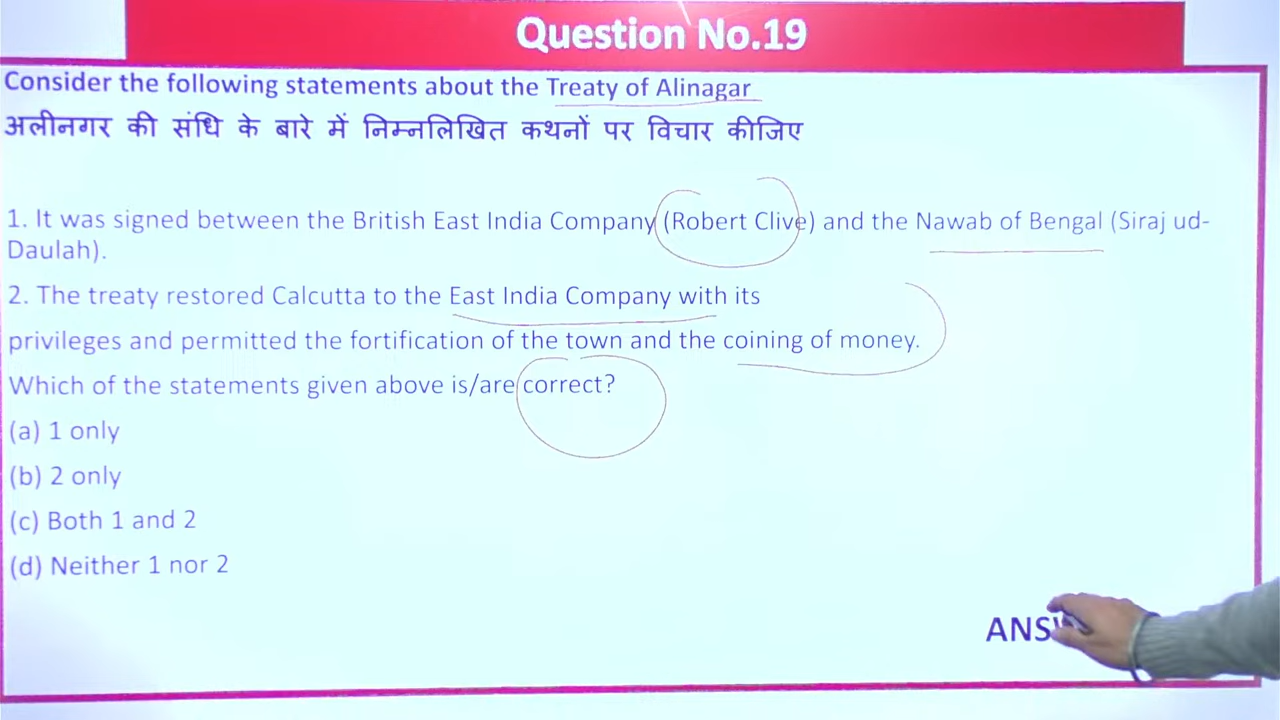 Question No.19
Consider the following statements about the Treaty of Alinagar
अलीनगर की संधि के बारे में निम्नलिखित कथनों पर विचार कीजिए
1. It was signed between the British East India Company (Robert Clive) and the Nawab of Bengal (Siraj ud-
Daulah).
2. The treaty restored Calcutta to the East India Company with its
privileges and permitted the fortification of the town and the coining of money.
Which of the statements given above is/are correct?
(a) 1 only
(b) 2 only
(c) Both 1 and 2
(d) Neither 1 nor 2